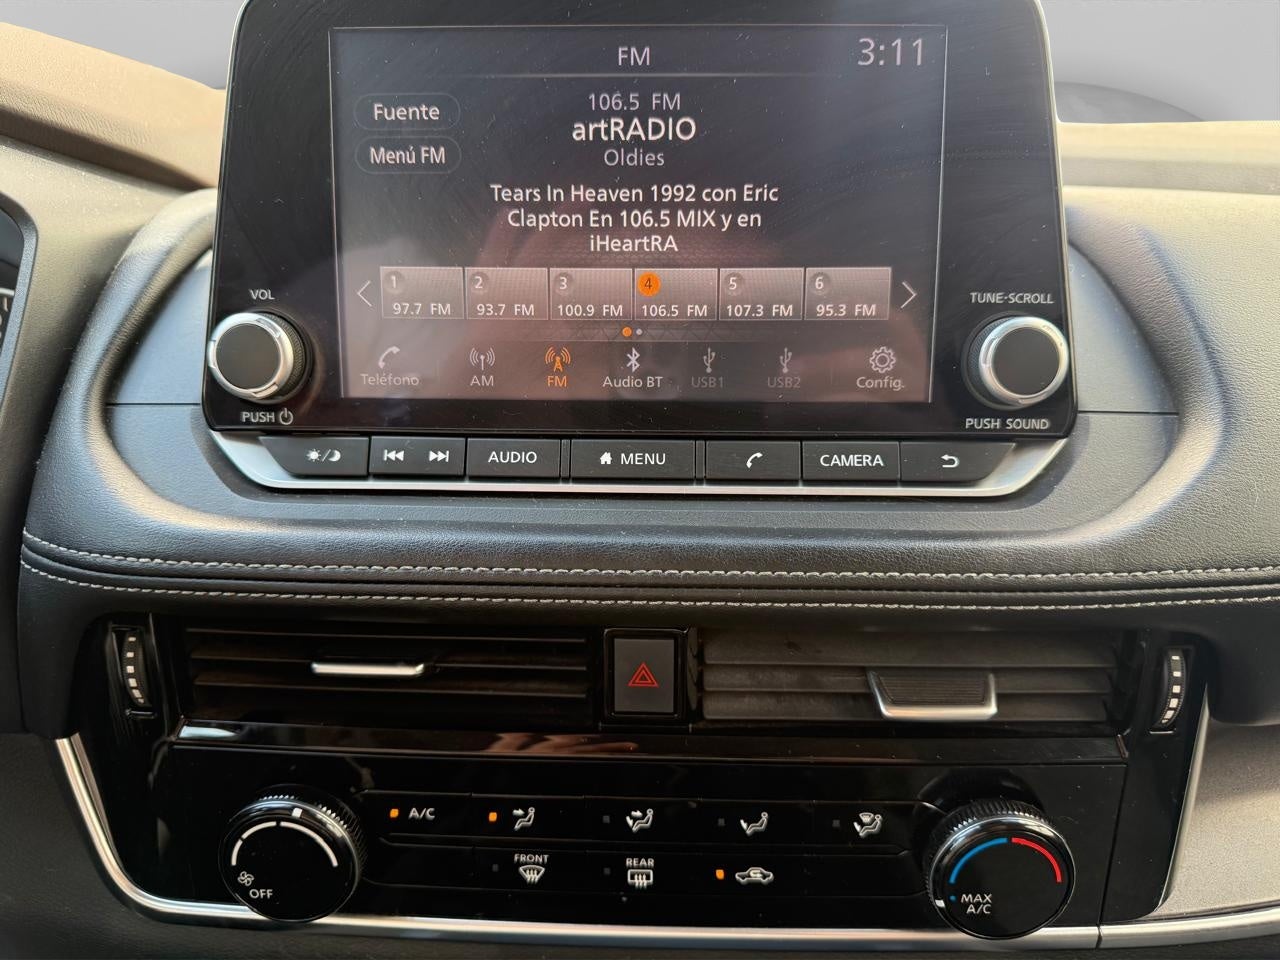 FM
3:11
Fuente
106.5 FM
artRADIO
Menú FM
Oldies
Tears In Heaven 1992 con Eric
Clapton En 106.5 MIX y en
iHeartRA
1 2 3 4 5 6
97.7 FM 93.7 FM 100.9 FM 106.5 FM 107.3 FM 95.3 FM
Teléfono AM FM Audio BT USB1 USB2 Config.
VOL
PUSH
TUNE·SCROLL
PUSH SOUND
AUDIO MENU CAMERA
A/C
FRONT REAR
OFF
MAX
A/C